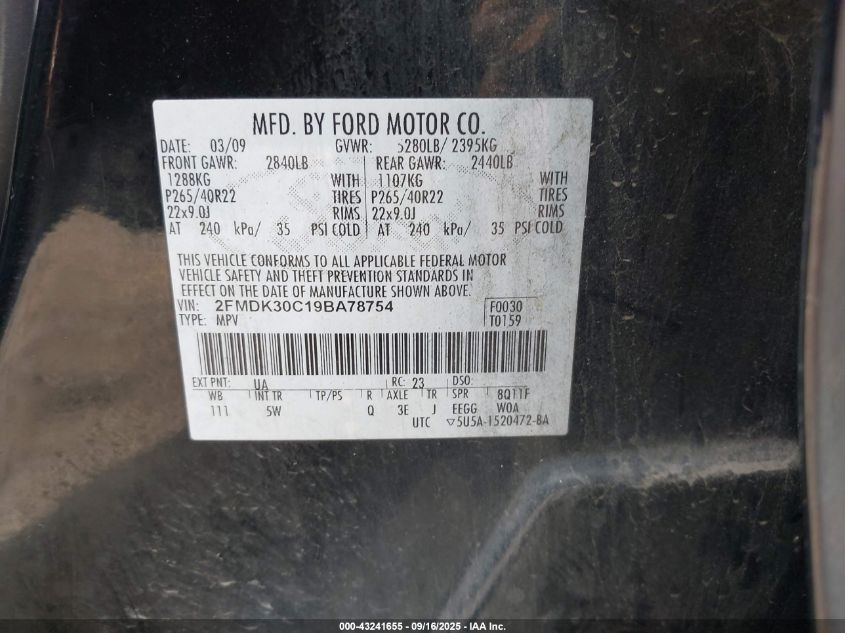 MFD. BY FORD MOTOR CO.
DATE: 03/09 GVWR: 5280LB/ 2395KG
FRONT GAWR: 2840LB REAR GAWR: 2440LB
1288KG WITH 1107KG WITH
P265/40R22 TIRES P265/40R22 TIRES
22x9.0J RIMS 22x9.0J RIMS
AT 240 kPa/ 35 PSI COLD AT 240 kPa/ 35 PSI COLD
THIS VEHICLE CONFORMS TO ALL APPLICABLE FEDERAL MOTOR
VEHICLE SAFETY AND THEFT PREVENTION STANDARDS IN
EFFECT ON THE DATE OF MANUFACTURE SHOWN ABOVE.
VIN: 2FMDK30C19BA78754 F0030
TYPE: MPV T0159
EXT PNT: UA RC: 23 DSO:
WB INT TR TP/PS R AXLE TR SPR 8Q11F
111 5W Q 3E J EEGG WOA
UTC ▽5U5A-1520472-BA
000-43241655 - 09/16/2025 - IAA Inc.